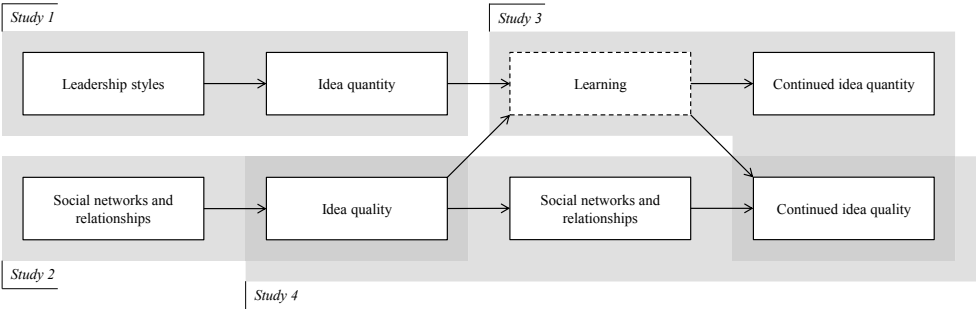 Study 1
Study 3
Leadership styles
Idea quantity
Learning
Continued idea quantity
Social networks and
relationships
Idea quality
Social networks and
relationships
Continued idea quality
Study 2
Study 4